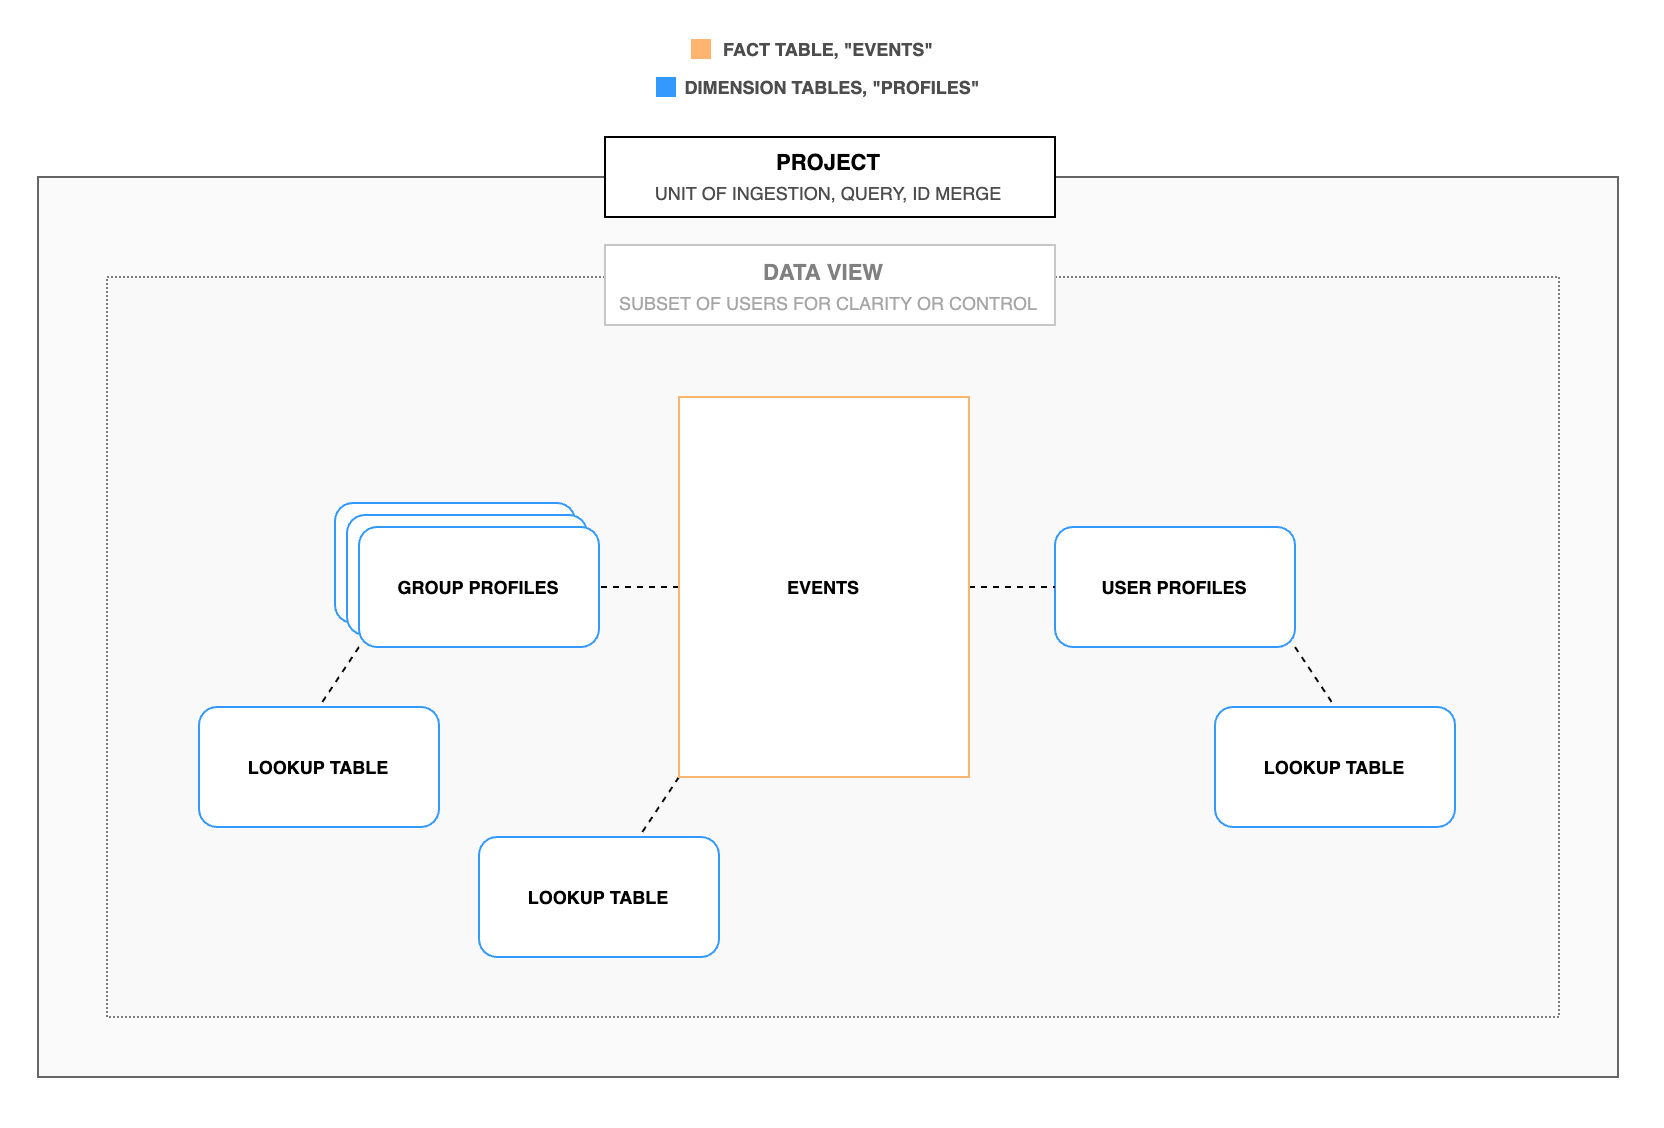 FACT TABLE, "EVENTS"
DIMENSION TABLES, "PROFILES"
PROJECT
UNIT OF INGESTION, QUERY, ID MERGE
DATA VIEW
SUBSET OF USERS FOR CLARITY OR CONTROL
GROUP PROFILES
EVENTS
USER PROFILES
LOOKUP TABLE
LOOKUP TABLE
LOOKUP TABLE